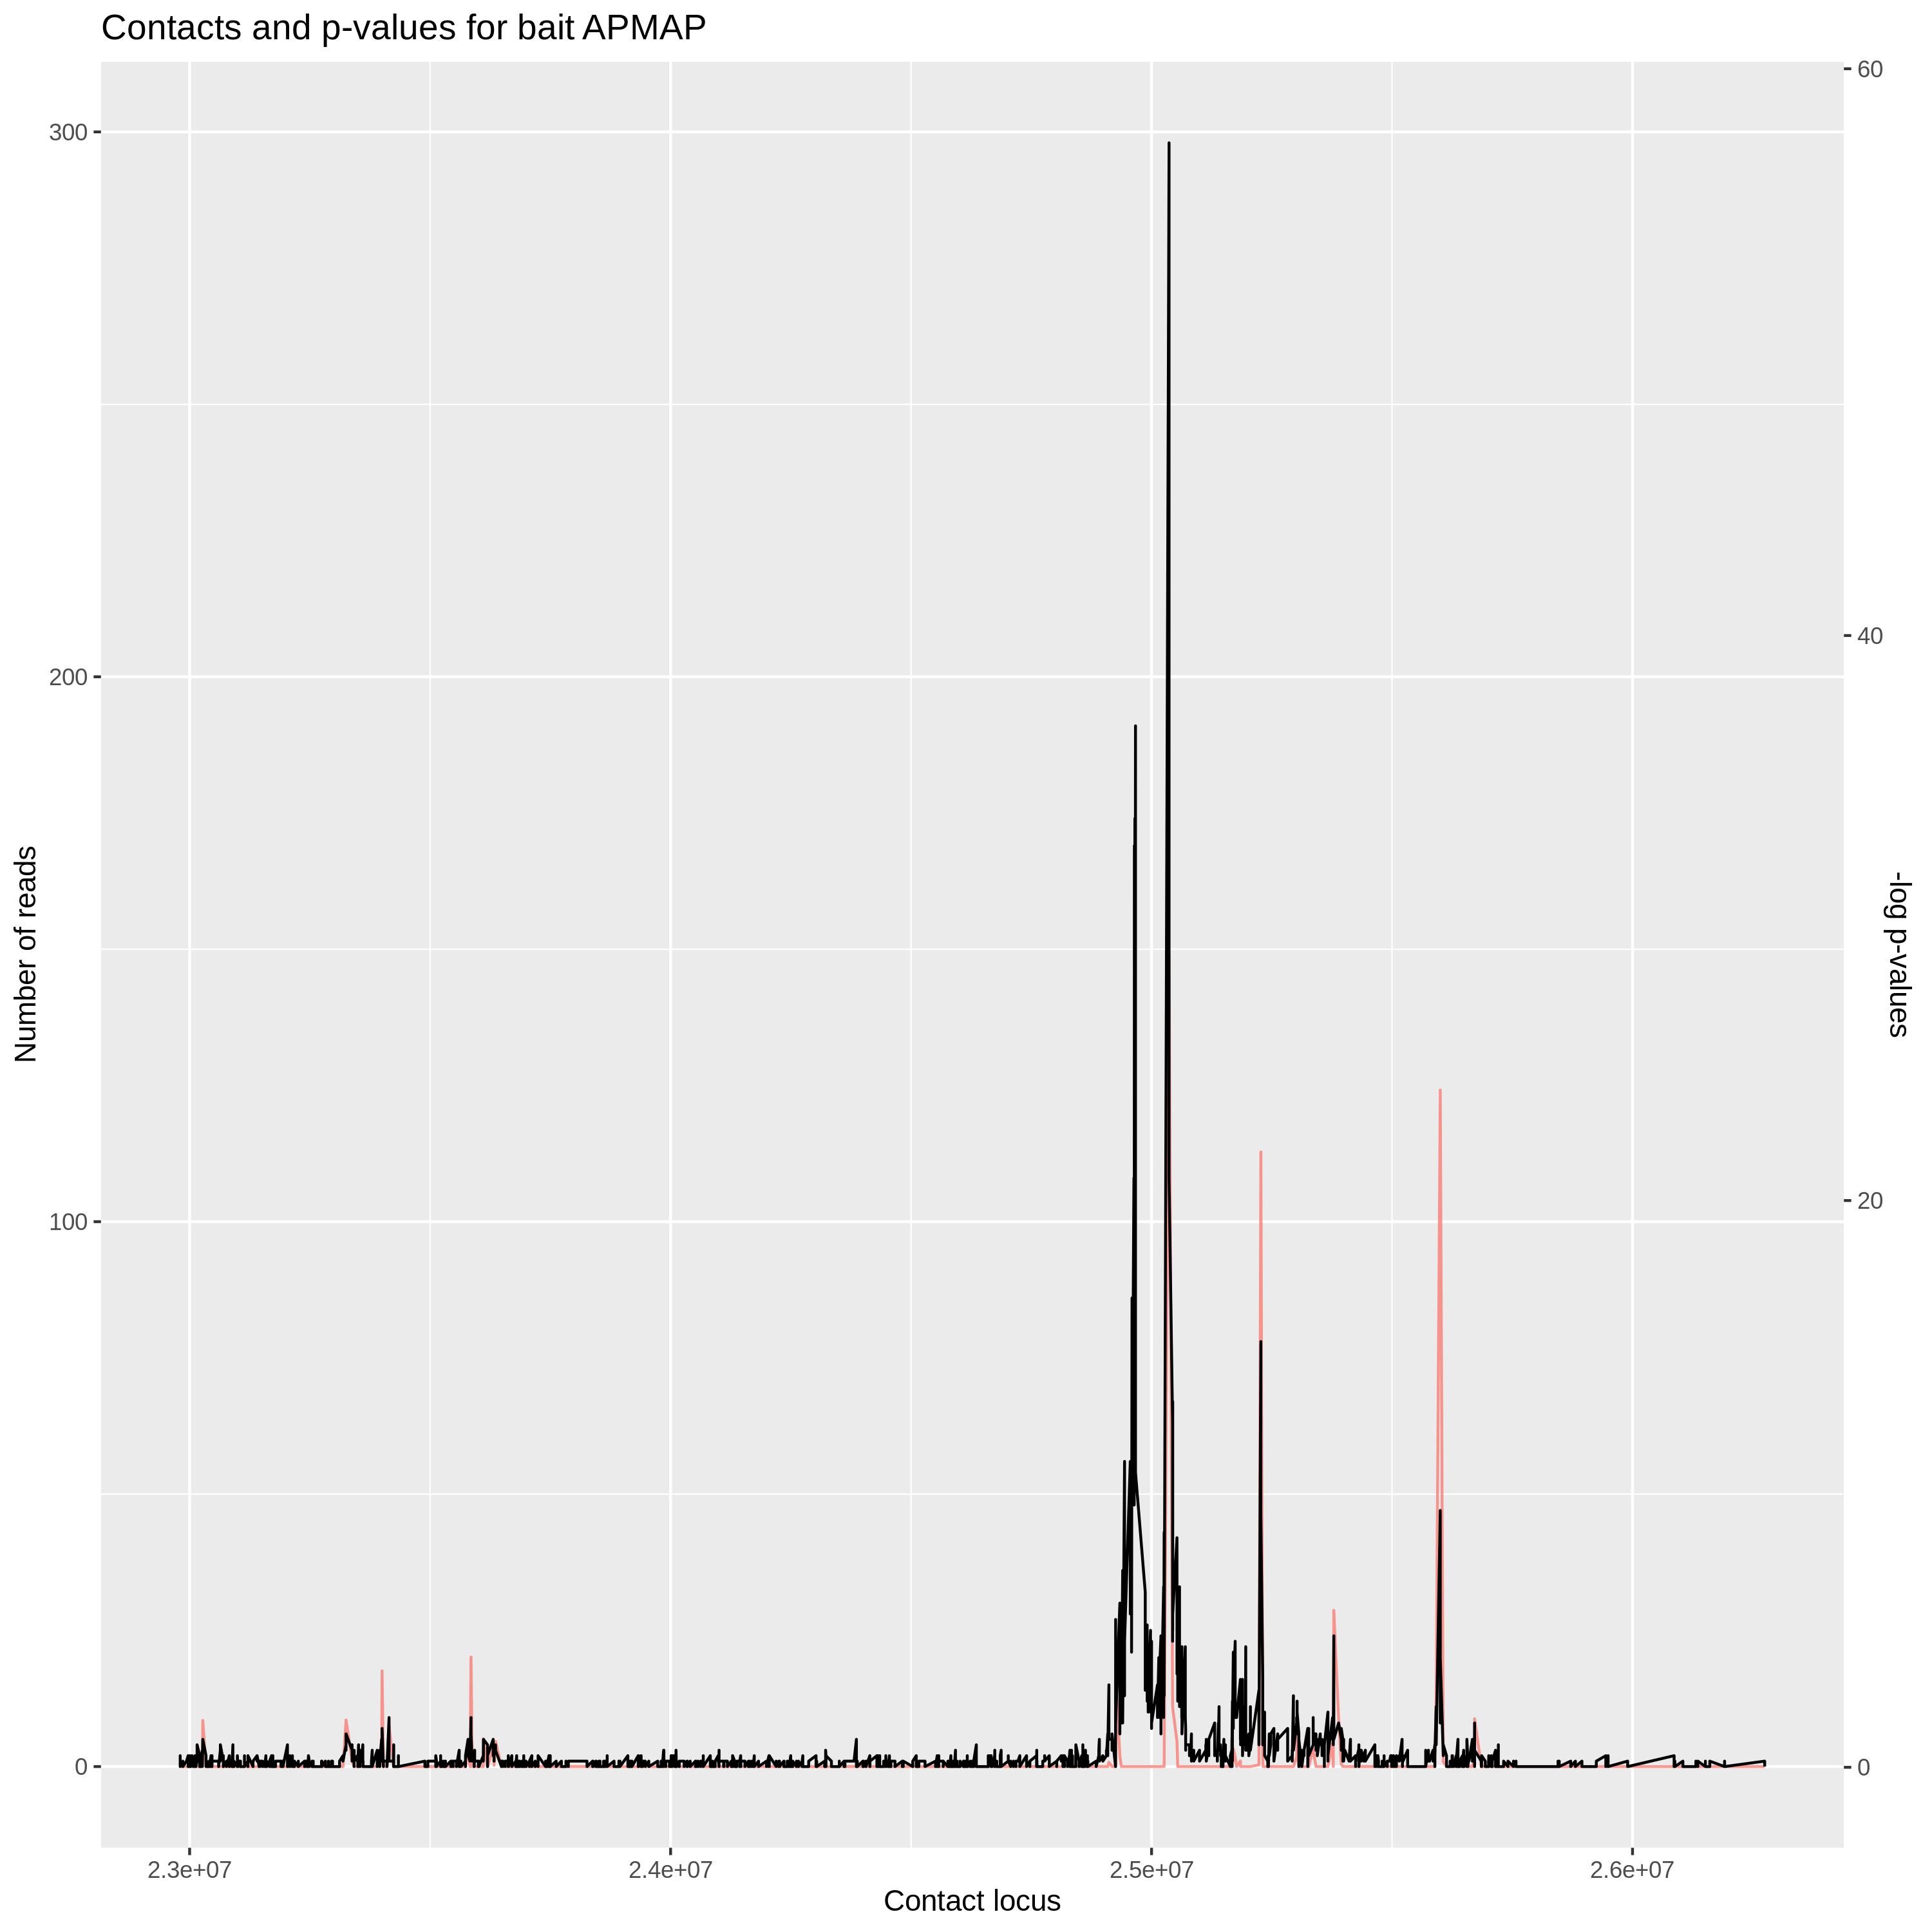 Contacts and p-values for bait APMAP
300
200
100
0
Number of reads
60
40
20
0
-log p-values
2.3e+07
2.4e+07
2.5e+07
2.6e+07
Contact locus